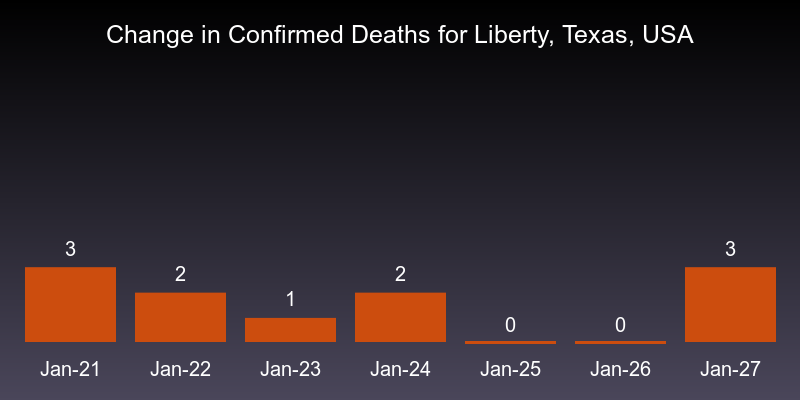 Change in Confirmed Deaths for Liberty, Texas, USA
3 2 1 2 0 0 3
Jan-21 Jan-22 Jan-23 Jan-24 Jan-25 Jan-26 Jan-27